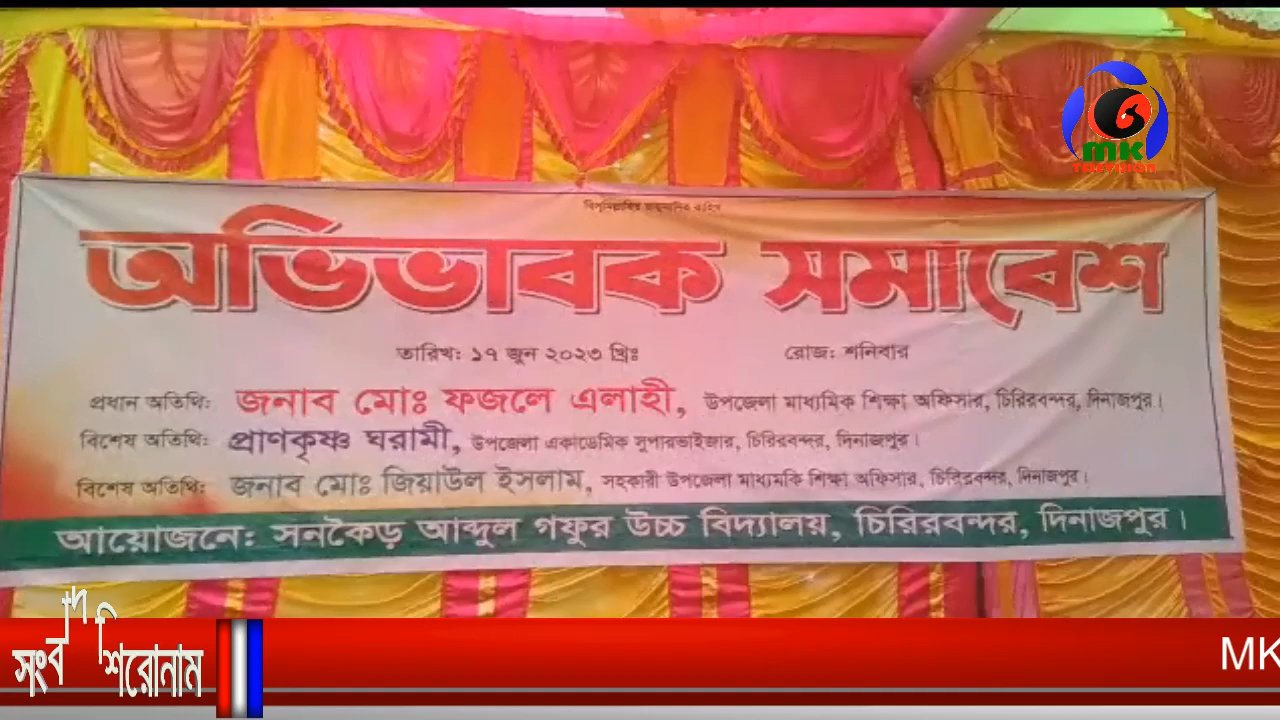 MK
TELEVISION
অভিভাবক সমাবেশ
তারিখ: ১৭ জুন ২০২৩ খ্রিঃ রোজ: শনিবার
প্রধান অতিথি: জনাব মোঃ ফজলে এলাহী, উপজেলা মাধ্যমিক শিক্ষা অফিসার, চিরিরবন্দর, দিনাজপুর।
বিশেষ অতিথি: প্রাণকৃষ্ণ ঘরামী, উপজেলা একাডেমিক সুপারভাইজার, চিরিরবন্দর, দিনাজপুর।
বিশেষ অতিথি: জনাব মোঃ জিয়াউল ইসলাম, সহকারী উপজেলা মাধ্যমকি শিক্ষা অফিসার, চিরিরবন্দর, দিনাজপুর।
আয়োজনে: সনকৈড় আব্দুল গফুর উচ্চ বিদ্যালয়, চিরিরবন্দর, দিনাজপুর।
সংবাদ শিরোনাম
MK